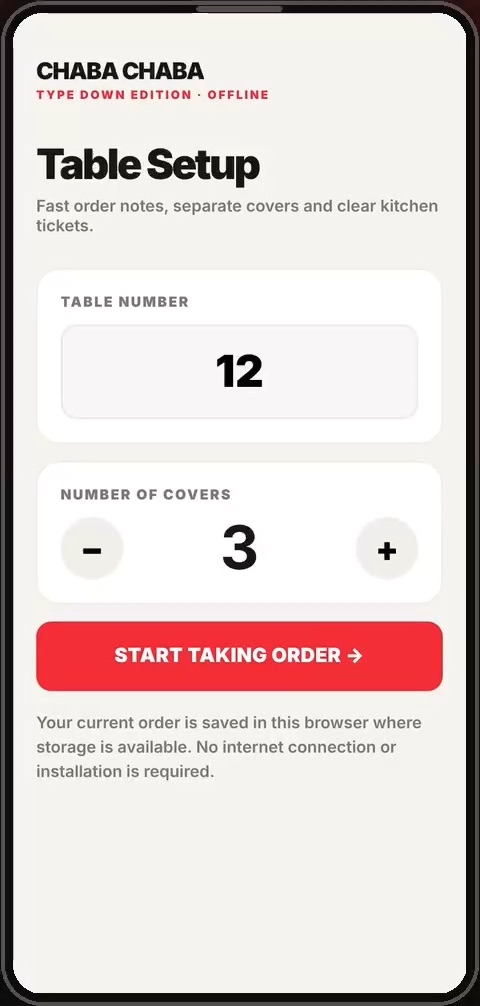 CHABA CHABA
TYPE DOWN EDITION · OFFLINE
Table Setup
Fast order notes, separate covers and clear kitchen
tickets.
TABLE NUMBER
12
NUMBER OF COVERS
− 3 +
START TAKING ORDER →
Your current order is saved in this browser where
storage is available. No internet connection or
installation is required.